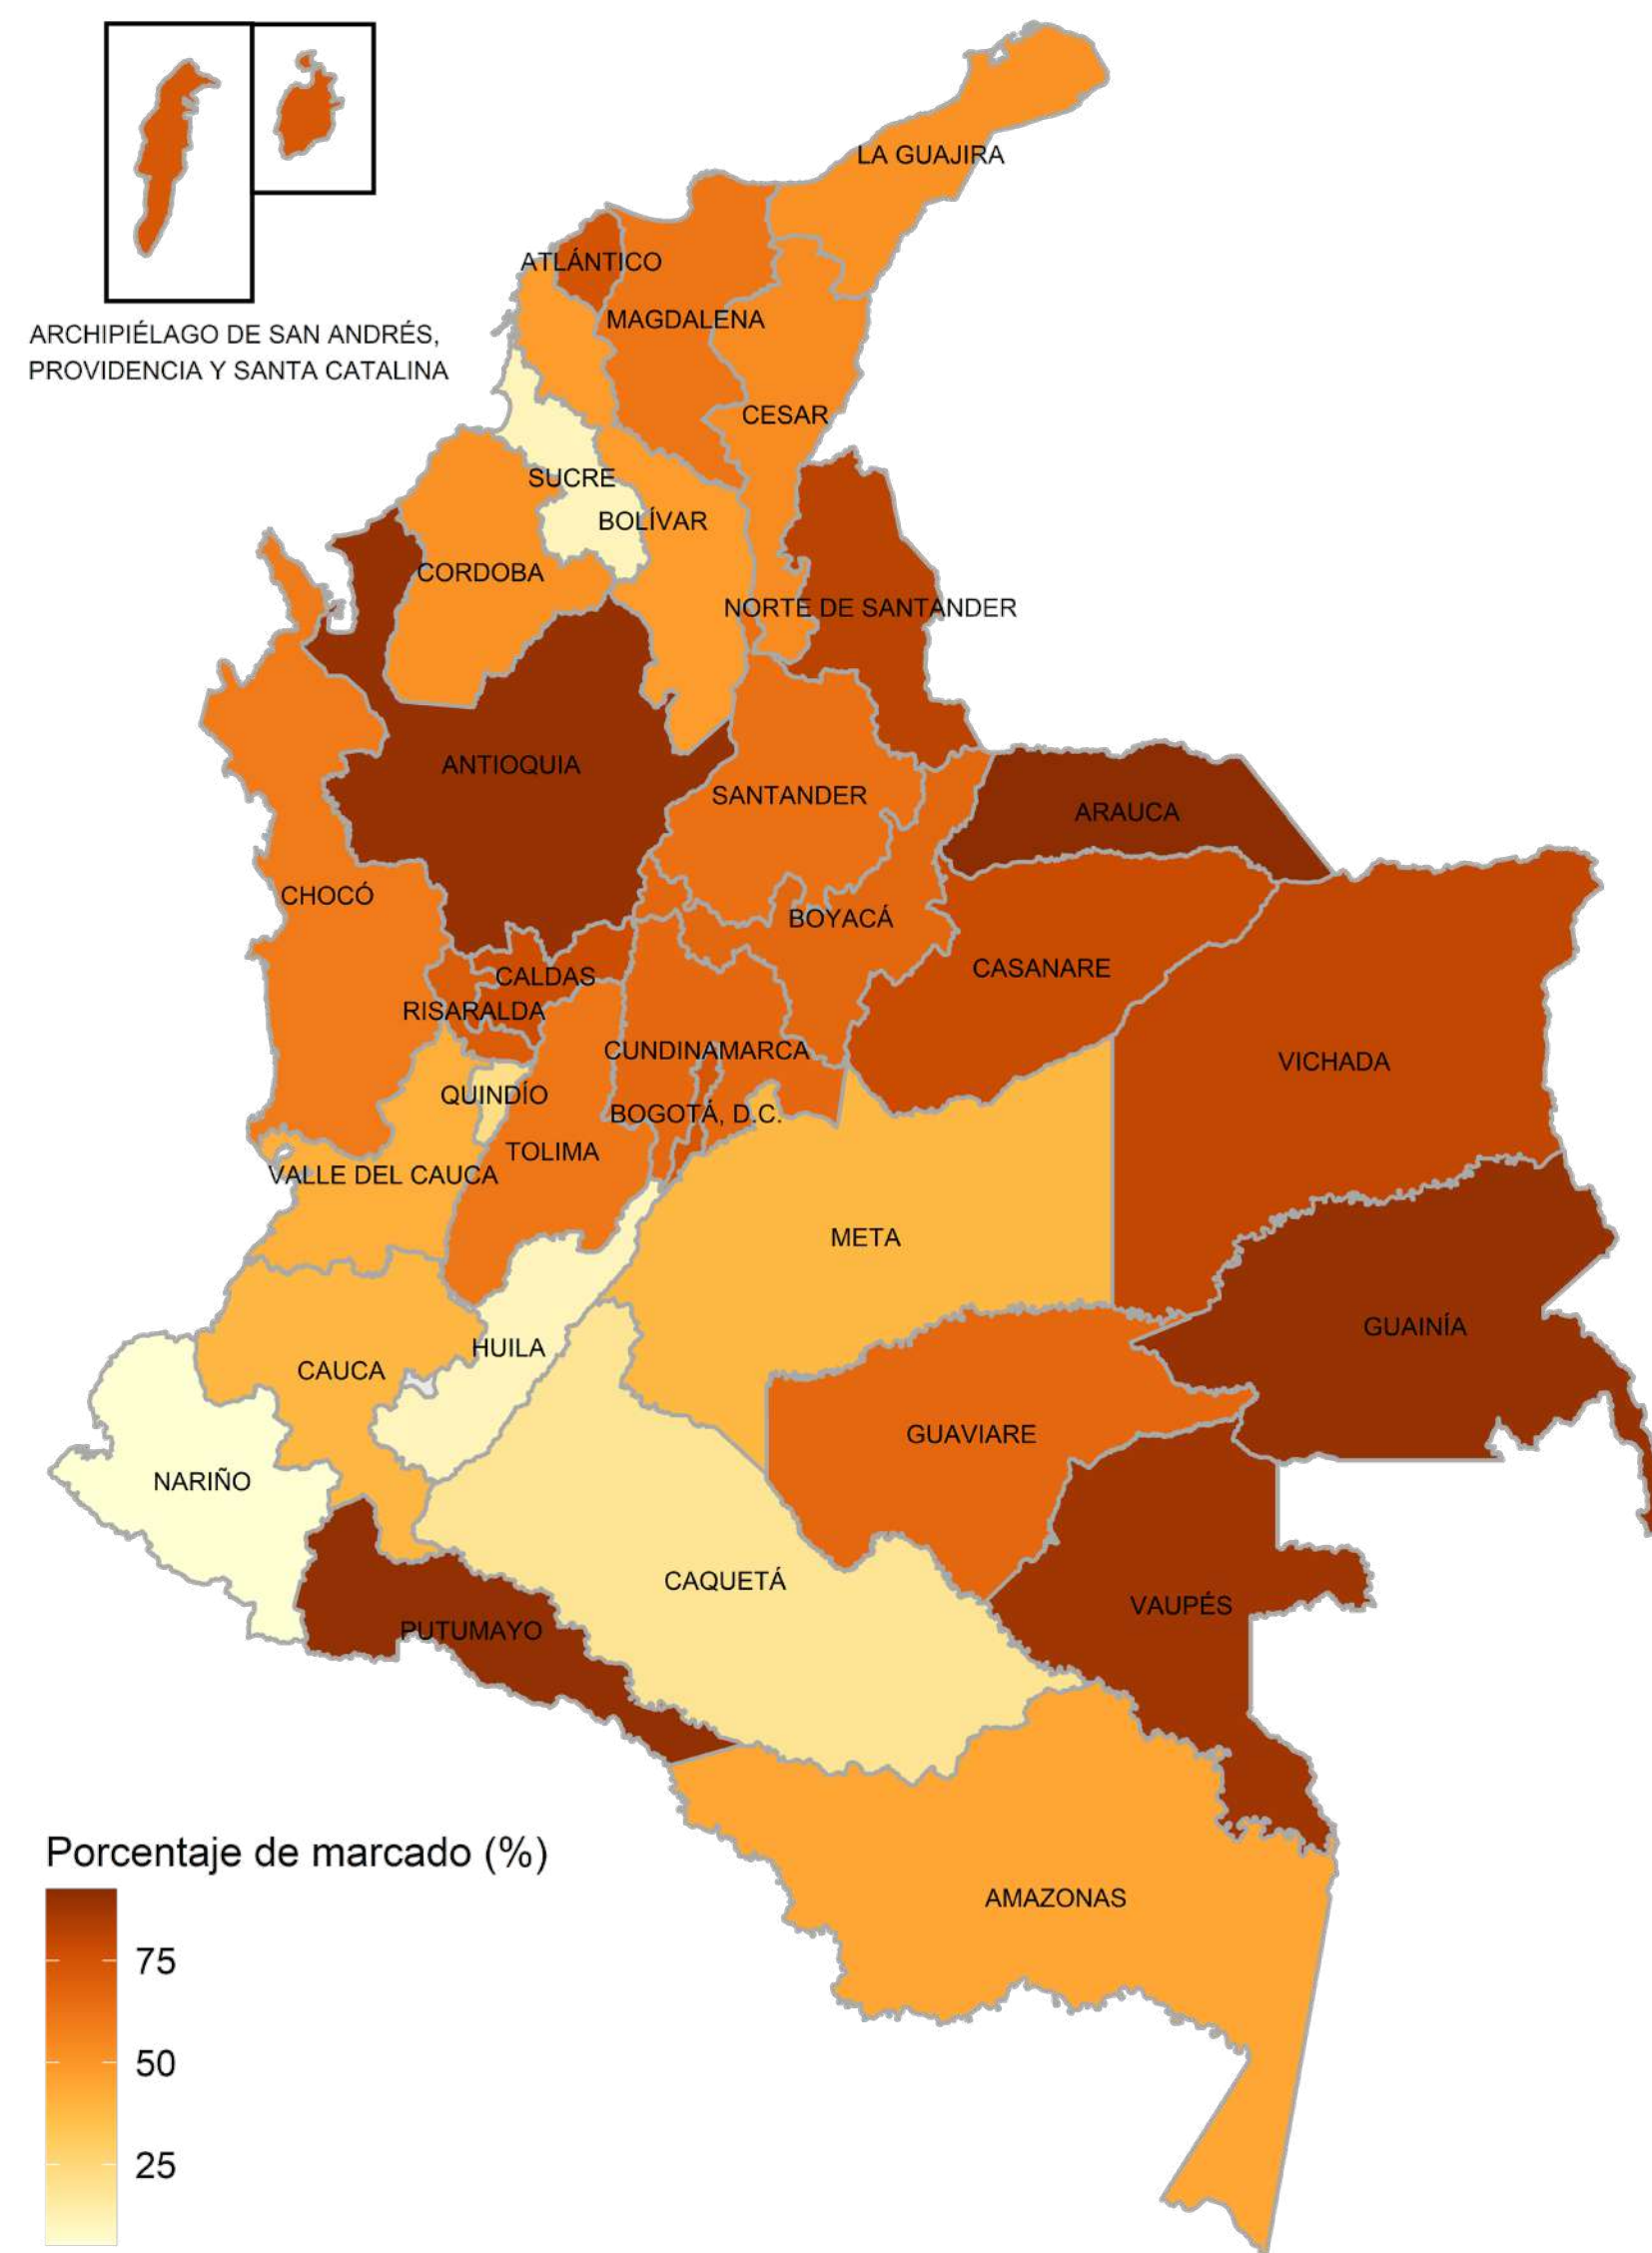 LA GUAJIRA
ATLÁNTICO
MAGDALENA
ARCHIPIÉLAGO DE SAN ANDRÉS,
PROVIDENCIA Y SANTA CATALINA
CESAR
SUCRE
BOLÍVAR
CORDOBA
NORTE DE SANTANDER
ANTIOQUIA
SANTANDER
ARAUCA
CHOCÓ
BOYACÁ
CASANARE
CALDAS
RISARALDA
CUNDINAMARCA
VICHADA
QUINDÍO
BOGOTÁ, D.C.
TOLIMA
VALLE DEL CAUCA
META
GUAINÍA
HUILA
CAUCA
GUAVIARE
NARIÑO
CAQUETÁ
VAUPÉS
PUTUMAYO
AMAZONAS
Porcentaje de marcado (%)
75
50
25